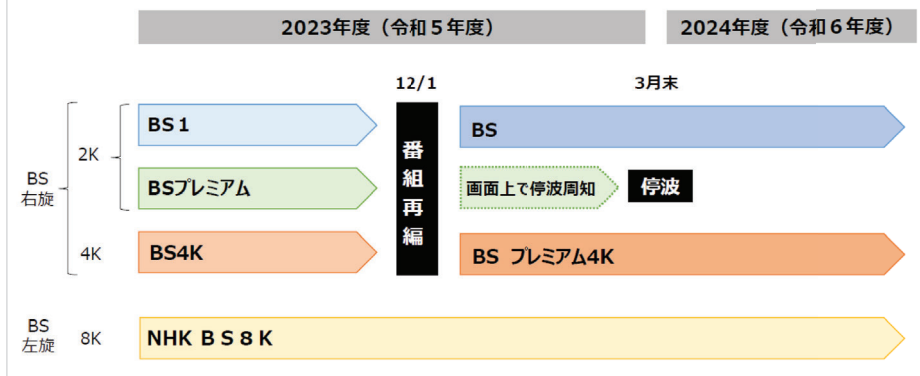 2023年度（令和５年度）
2024年度（令和６年度）
12/1
3月末
BS
右旋
2K
4K
BS１
BSプレミアム
BS4K
番組再編
BS
画面上で停波周知
停波
BS プレミアム4K
BS
左旋
8K
NHK ＢＳ８Ｋ